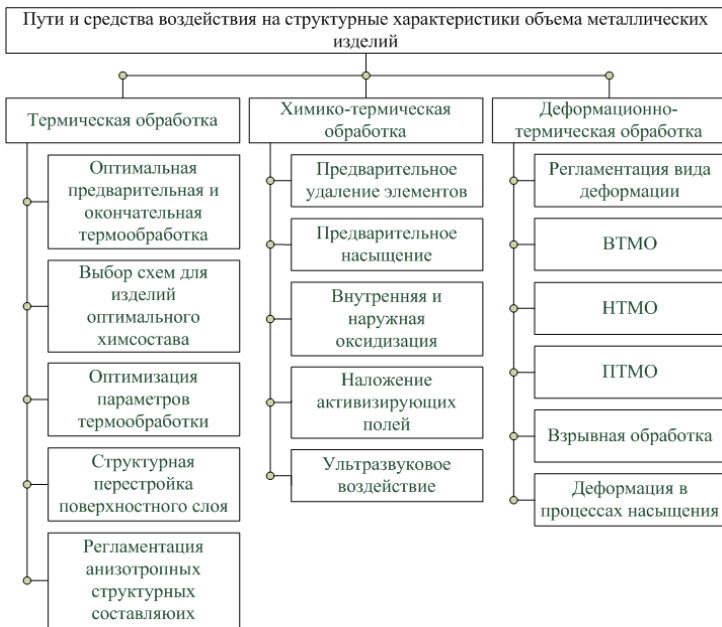 Пути и средства воздействия на структурные характеристики объема металлических
изделий
Термическая обработка
Оптимальная
предварительная и
окончательная
термообработка
Выбор схем для
изделий
оптимального
химсостава
Оптимизация
параметров
термообработки
Структурная
перестройка
поверхностного слоя
Регламентация
анизотропных
структурных
составляюих
Химико-термическая
обработка
Предварительное
удаление элементов
Предварительное
насыщение
Внутренняя и
наружная
оксидизация
Наложение
активизирующих
полей
Ультразвуковое
воздействие
Деформационно-
термическая обработка
Регламентация вида
деформации
ВТМО
НТМО
ПТМО
Взрывная обработка
Деформация в
процессах насыщения